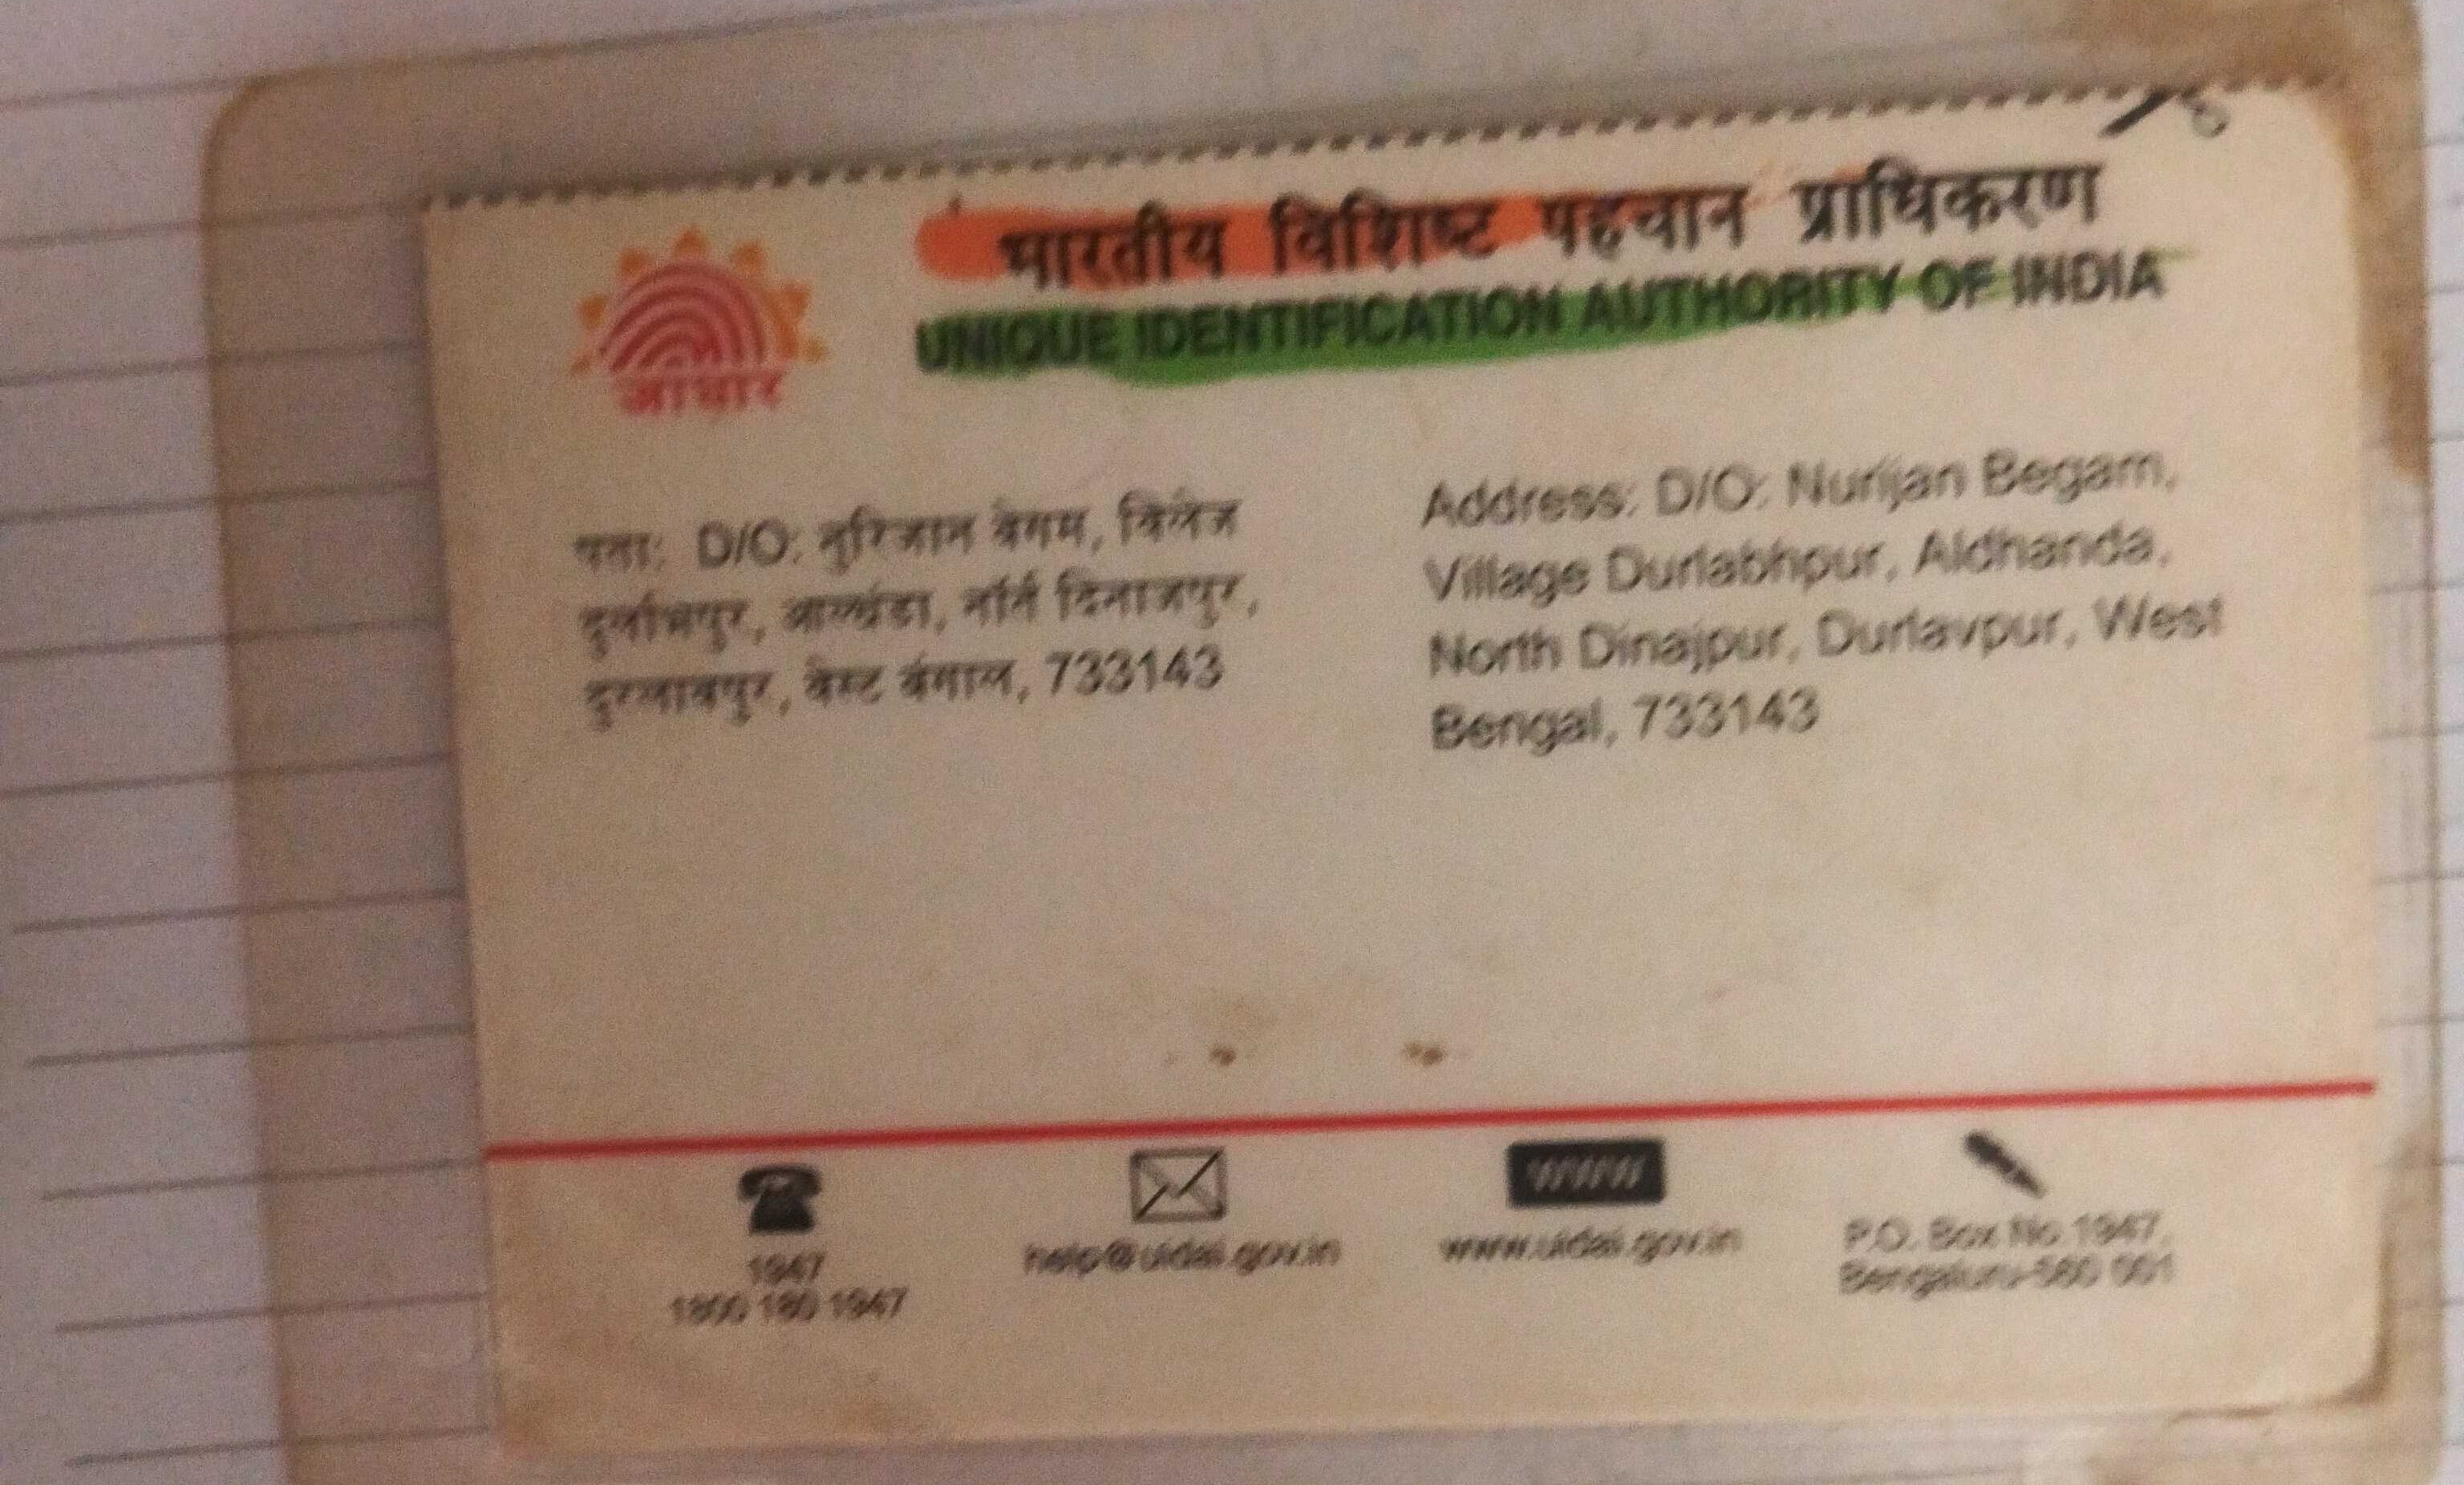 भारतीय विशिष्ट पहचान प्राधिकरण
UNIQUE IDENTIFICATION AUTHORITY OF INDIA
आधार
पता: D/O: नुरिजान बेगम, विलेज
दुर्लाभपुर, आल्धंडा, नॉर्त दिनाजपुर,
दुरलावपुर, वेस्ट बंगाल, 733143
Address: D/O: Nurijan Begam,
Village Durlabhpur, Aldhanda,
North Dinajpur, Durlavpur, West
Bengal, 733143
1947
1800 180 1947
help@uidai.gov.in
WWW
www.uidai.gov.in
P.O. Box No.1947,
Bengaluru-560 001